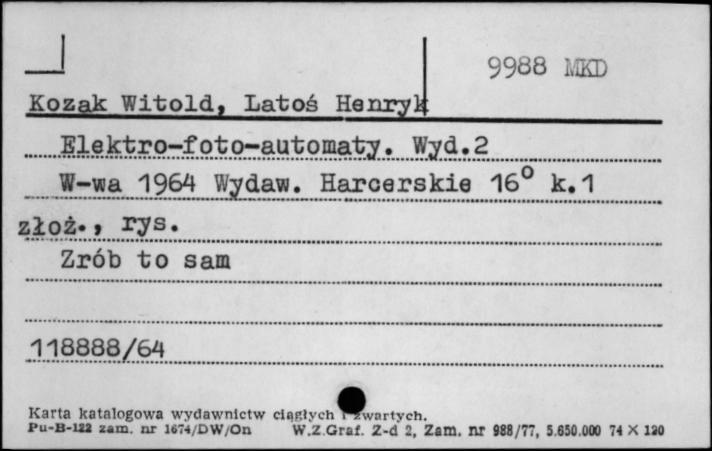 9988 MKD
Kozak Witold, Latoś Henryk
Elektro-foto-automaty. Wyd.2
W-wa 1964 Wydaw. Harcerskie 16° k.1
złoż., rys.
Zrób to sam
118888/64
Karta katalogowa wydawnictw ciągłych i zwartych.
Pu-B-122 zam. nr 1674/DW/On W.Z.Graf. Z-d 2, Zam. nr 988/77, 5.650.000 74 X 120